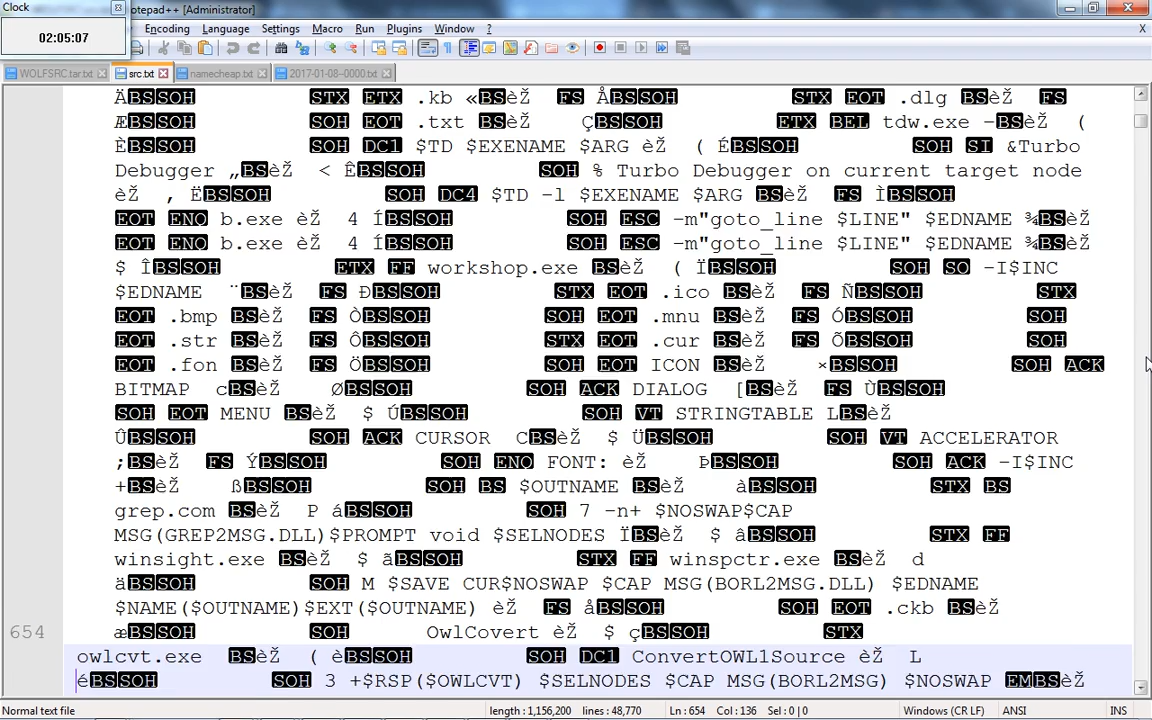 Clock
02:05:07
otepad++ [Administrator]
Encoding Language Settings Macro Run Plugins Window ?
X
WOLFSRC.tar.txt src.txt namecheap.txt 2017-01-08--0000.txt
ÄBSSOH STX ETX .kb «BSèŽ FS ÅBSSOH STX EOT .dlg BSèŽ FS
ÆBSSOH SOH EOT .txt BSèŽ ÇBSSOH ETX BEL tdw.exe –BSèŽ (
ÈBSSOH SOH DC1 $TD $EXENAME $ARG èŽ ( ÉBSSOH SOH SI &Turbo
Debugger „BSèŽ < ÊBSSOH SOH % Turbo Debugger on current target node
èŽ , ËBSSOH SOH DC4 $TD -l $EXENAME $ARG BSèŽ FS ÌBSSOH
EOT ENQ b.exe èŽ 4 ÍBSSOH SOH ESC -m"goto_line $LINE" $EDNAME ¾BSèŽ
EOT ENQ b.exe èŽ 4 ÍBSSOH SOH ESC -m"goto_line $LINE" $EDNAME ¾BSèŽ
$ ÎBSSOH ETX FF workshop.exe BSèŽ ( ÏBSSOH SOH SO -I$INC
$EDNAME ¨BSèŽ FS ÐBSSOH STX EOT .ico BSèŽ FS ÑBSSOH STX
EOT .bmp BSèŽ FS ÒBSSOH SOH EOT .mnu BSèŽ FS ÓBSSOH SOH
EOT .str BSèŽ FS ÔBSSOH STX EOT .cur BSèŽ FS ÕBSSOH SOH
EOT .fon BSèŽ FS ÖBSSOH SOH EOT ICON BSèŽ ×BSSOH SOH ACK
BITMAP cBSèŽ ØBSSOH SOH ACK DIALOG [BSèŽ FS ÙBSSOH
SOH EOT MENU BSèŽ $ ÚBSSOH SOH VT STRINGTABLE LBSèŽ
ÛBSSOH SOH ACK CURSOR CBSèŽ $ ÜBSSOH SOH VT ACCELERATOR
;BSèŽ FS ÝBSSOH SOH ENQ FONT: èŽ ÞBSSOH SOH ACK -I$INC
+BSèŽ ßBSSOH SOH BS $OUTNAME BSèŽ àBSSOH STX BS
grep.com BSèŽ P áBSSOH SOH 7 -n+ $NOSWAP$CAP
MSG(GREP2MSG.DLL)$PROMPT void $SELNODES ÏBSèŽ $ âBSSOH STX FF
winsight.exe BSèŽ $ ãBSSOH STX FF winspctr.exe BSèŽ d
äBSSOH SOH M $SAVE CUR$NOSWAP $CAP MSG(BORL2MSG.DLL) $EDNAME
$NAME($OUTNAME)$EXT($OUTNAME) èŽ FS åBSSOH SOH EOT .ckb BSèŽ
æBSSOH SOH OwlCovert èŽ $ çBSSOH STX
654 owlcvt.exe BSèŽ ( èBSSOH SOH DC1 ConvertOWL1Source èŽ L
éBSSOH SOH 3 +$RSP($OWLCVT) $SELNODES $CAP MSG(BORL2MSG) $NOSWAP EMBSèŽ
Normal text file length : 1,156,200 lines : 48,770 Ln : 654 Col : 136 Sel : 0 | 0 Windows (CR LF) ANSI INS